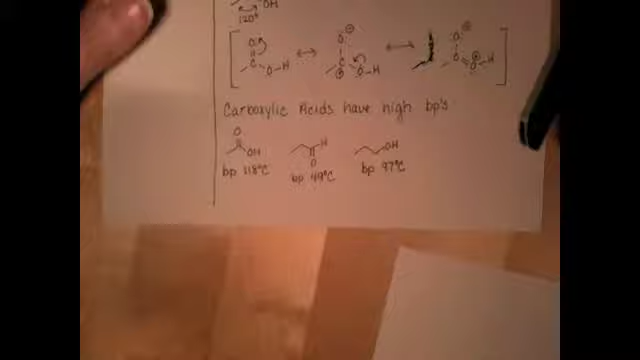 OH
120°
Carboxylic Acids have high bp's
O
OH
H
O
OH
bp 118°C
bp 49°C
bp 97°C